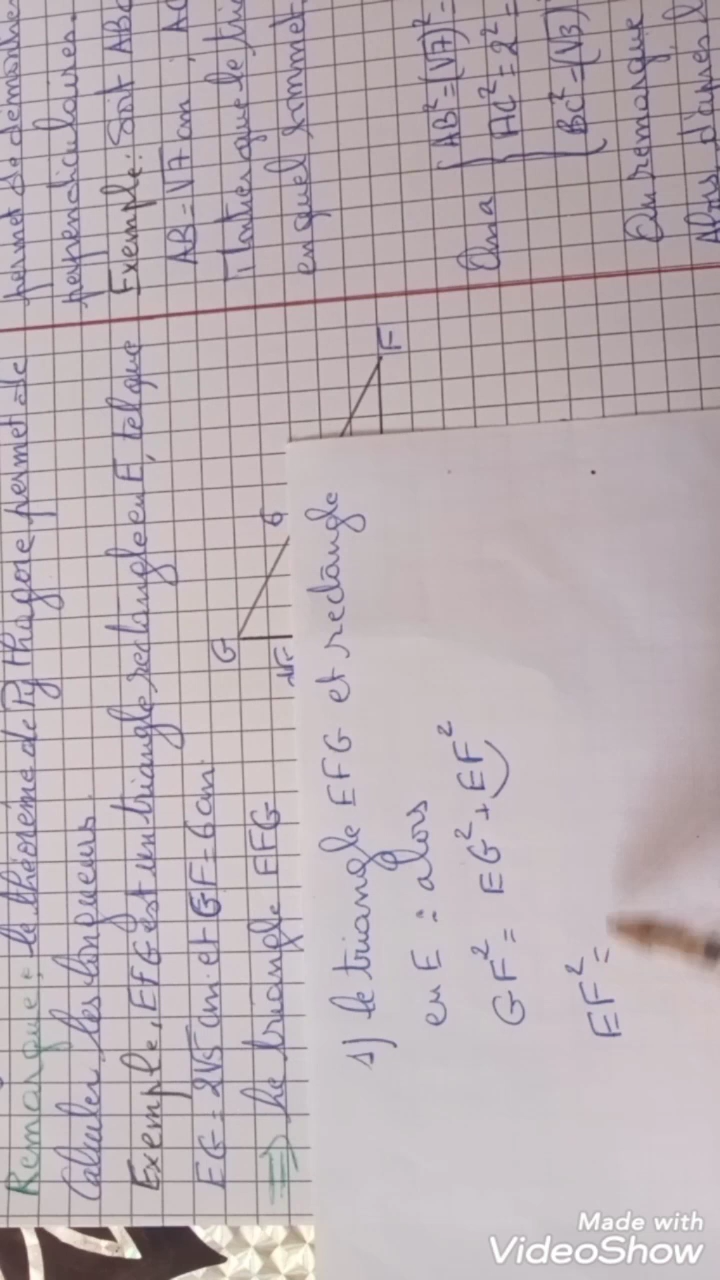 Remarque: le théorème de Pythagore permet de
Calculer les longueurs.
Exemple, EFG est un triangle rectangle en E, tel que
EG = 2√5 cm et GF = 6 cm
⇒ le triangle EFG
G
6
F
1) le triangle EFG et rectangle
en E : alors
GF² = EG² + EF²
EF² =
permet de démontrer
perpendiculaires.
Exemple: Soit ABC
AB = √7 cm , AC
que le tri
en quel sommet.
On a { AB² = (√7)² =
AC² = 2² =
BC² = (√3)
On remarque
Alors d'après l
Made with
VideoShow